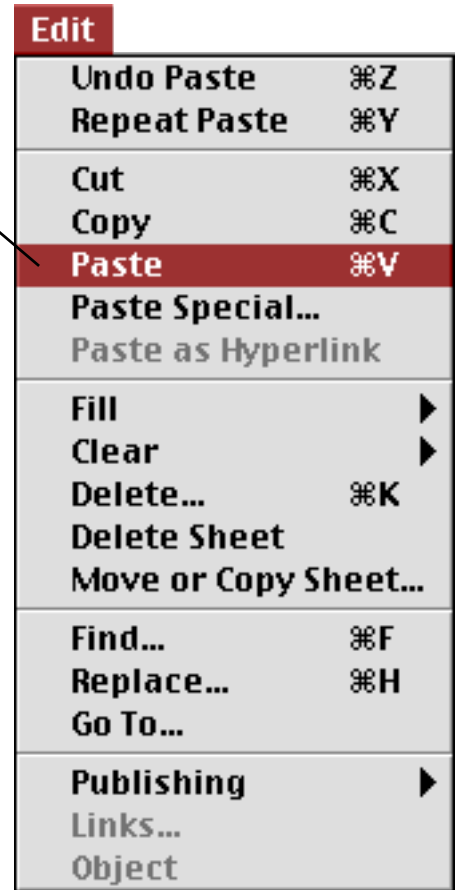 Edit
Undo Paste ⌘Z
Repeat Paste ⌘Y
Cut ⌘X
Copy ⌘C
Paste ⌘V
Paste Special...
Paste as Hyperlink
Fill
Clear
Delete... ⌘K
Delete Sheet
Move or Copy Sheet...
Find... ⌘F
Replace... ⌘H
Go To...
Publishing
Links...
Object